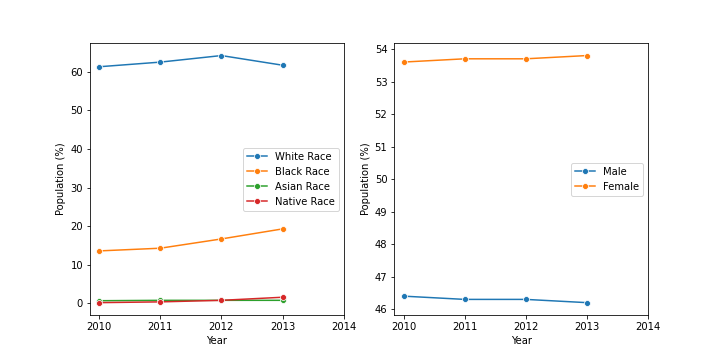 60
50
40
30
20
10
0
Population (%)
2010 2011 2012 2013 2014
Year
White Race
Black Race
Asian Race
Native Race
54
53
52
51
50
49
48
47
46
Population (%)
2010 2011 2012 2013 2014
Year
Male
Female